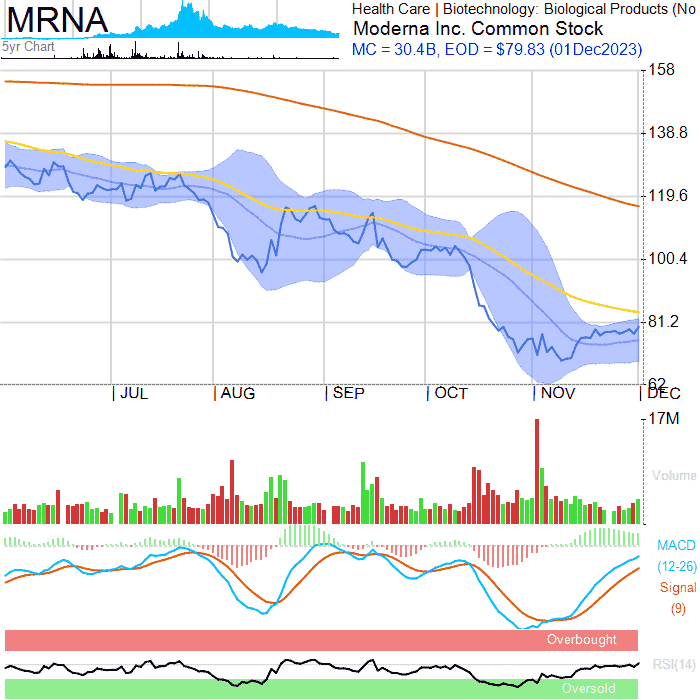 MRNA
5yr Chart
Health Care | Biotechnology: Biological Products (No
Moderna Inc. Common Stock
MC = 30.4B, EOD = $79.83 (01Dec2023)
158
138.8
119.6
100.4
81.2
62
JUL AUG SEP OCT NOV DEC
17M
Volume
MACD
(12-26)
Signal
(9)
Overbought
RSI(14)
Oversold